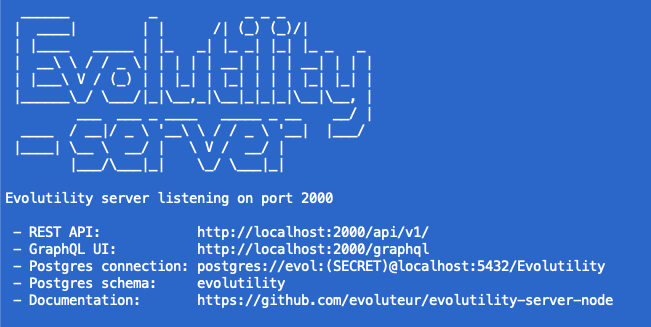 Evolutility
-server
Evolutility server listening on port 2000
- REST API: http://localhost:2000/api/v1/
- GraphQL UI: http://localhost:2000/graphql
- Postgres connection: postgres://evol:(SECRET)@localhost:5432/Evolutility
- Postgres schema: evolutility
- Documentation: https://github.com/evoluteur/evolutility-server-node